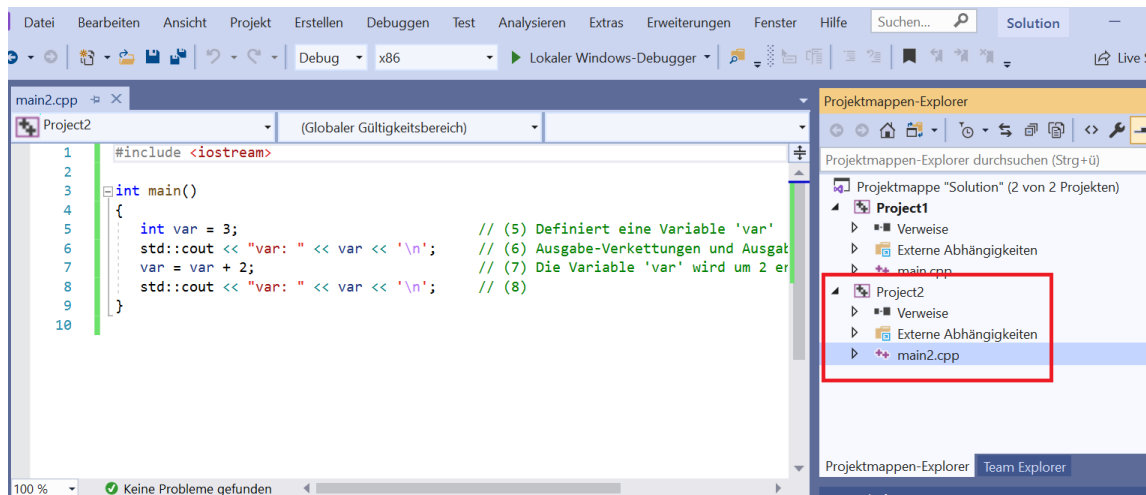 Datei Bearbeiten Ansicht Projekt Erstellen Debuggen Test Analysieren Extras Erweiterungen Fenster Hilfe Suchen... Solution
Debug x86 Lokaler Windows-Debugger Live
main2.cpp
Project2 (Globaler Gültigkeitsbereich)
1 #include <iostream>
2
3 int main()
4 {
5 int var = 3; // (5) Definiert eine Variable 'var'
6 std::cout << "var: " << var << '\n'; // (6) Ausgabe-Verkettungen und
7 var = var + 2; // (7) Die Variable 'var' wird um 2
8 std::cout << "var: " << var << '\n'; // (8)
9 }
10
100 % Keine Probleme gefunden
Projektmappen-Explorer
Projektmappen-Explorer durchsuchen (Strg+ü)
Projektmappe "Solution" (2 von 2 Projekten)
Project1
Verweise
Externe Abhängigkeiten
main.cpp
Project2
Verweise
Externe Abhängigkeiten
main2.cpp
Projektmappen-Explorer Team Explorer